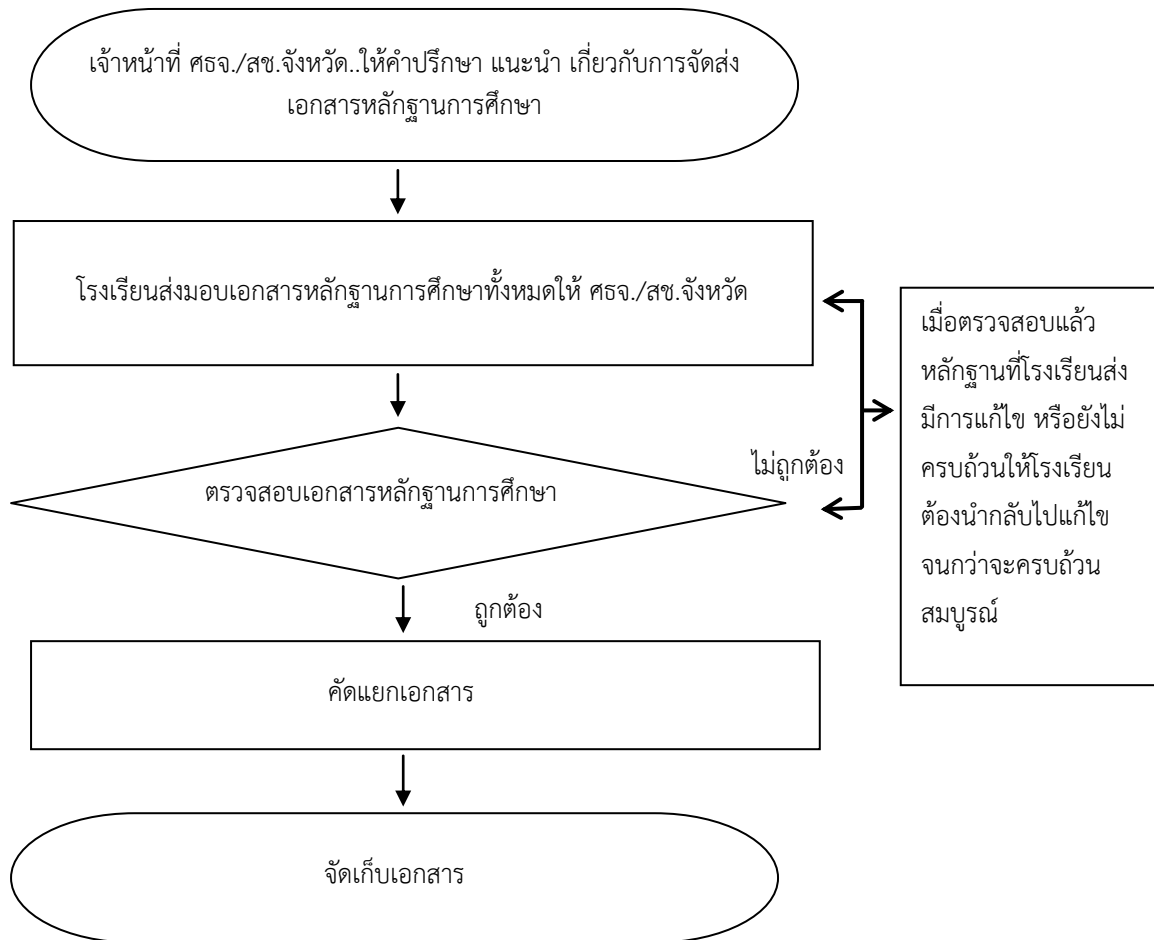 เจ้าหน้าที่ ศธจ./สช.จังหวัด..ให้คำปรึกษา แนะนำ เกี่ยวกับการจัดส่ง
เอกสารหลักฐานการศึกษา
โรงเรียนส่งมอบเอกสารหลักฐานการศึกษาทั้งหมดให้ ศธจ./สช.จังหวัด
เมื่อตรวจสอบแล้ว
หลักฐานที่โรงเรียนส่ง
มีการแก้ไข หรือยังไม่
ครบถ้วนให้โรงเรียน
ต้องนำกลับไปแก้ไข
จนกว่าจะครบถ้วน
สมบูรณ์
ไม่ถูกต้อง
ตรวจสอบเอกสารหลักฐานการศึกษา
ถูกต้อง
คัดแยกเอกสาร
จัดเก็บเอกสาร